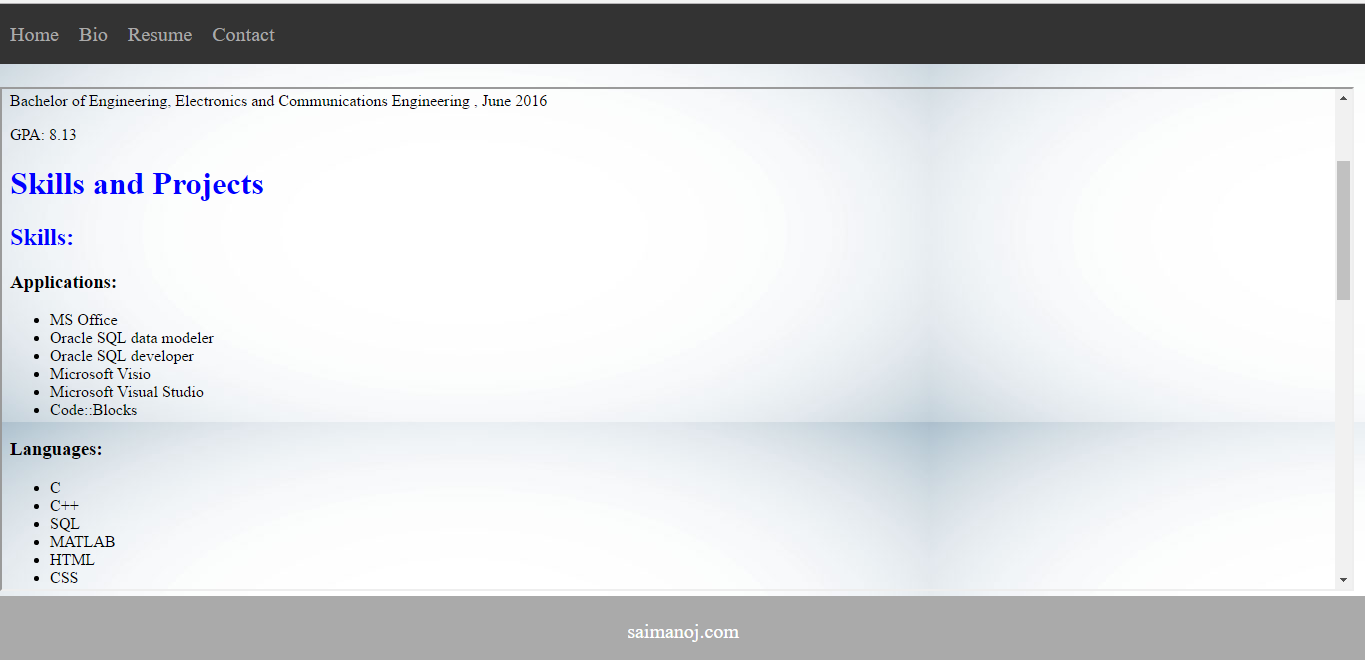 Home Bio Resume Contact
Bachelor of Engineering, Electronics and Communications Engineering , June 2016
GPA: 8.13
Skills and Projects
Skills:
Applications:
MS Office
Oracle SQL data modeler
Oracle SQL developer
Microsoft Visio
Microsoft Visual Studio
Code::Blocks
Languages:
C
C++
SQL
MATLAB
HTML
CSS
saimanoj.com